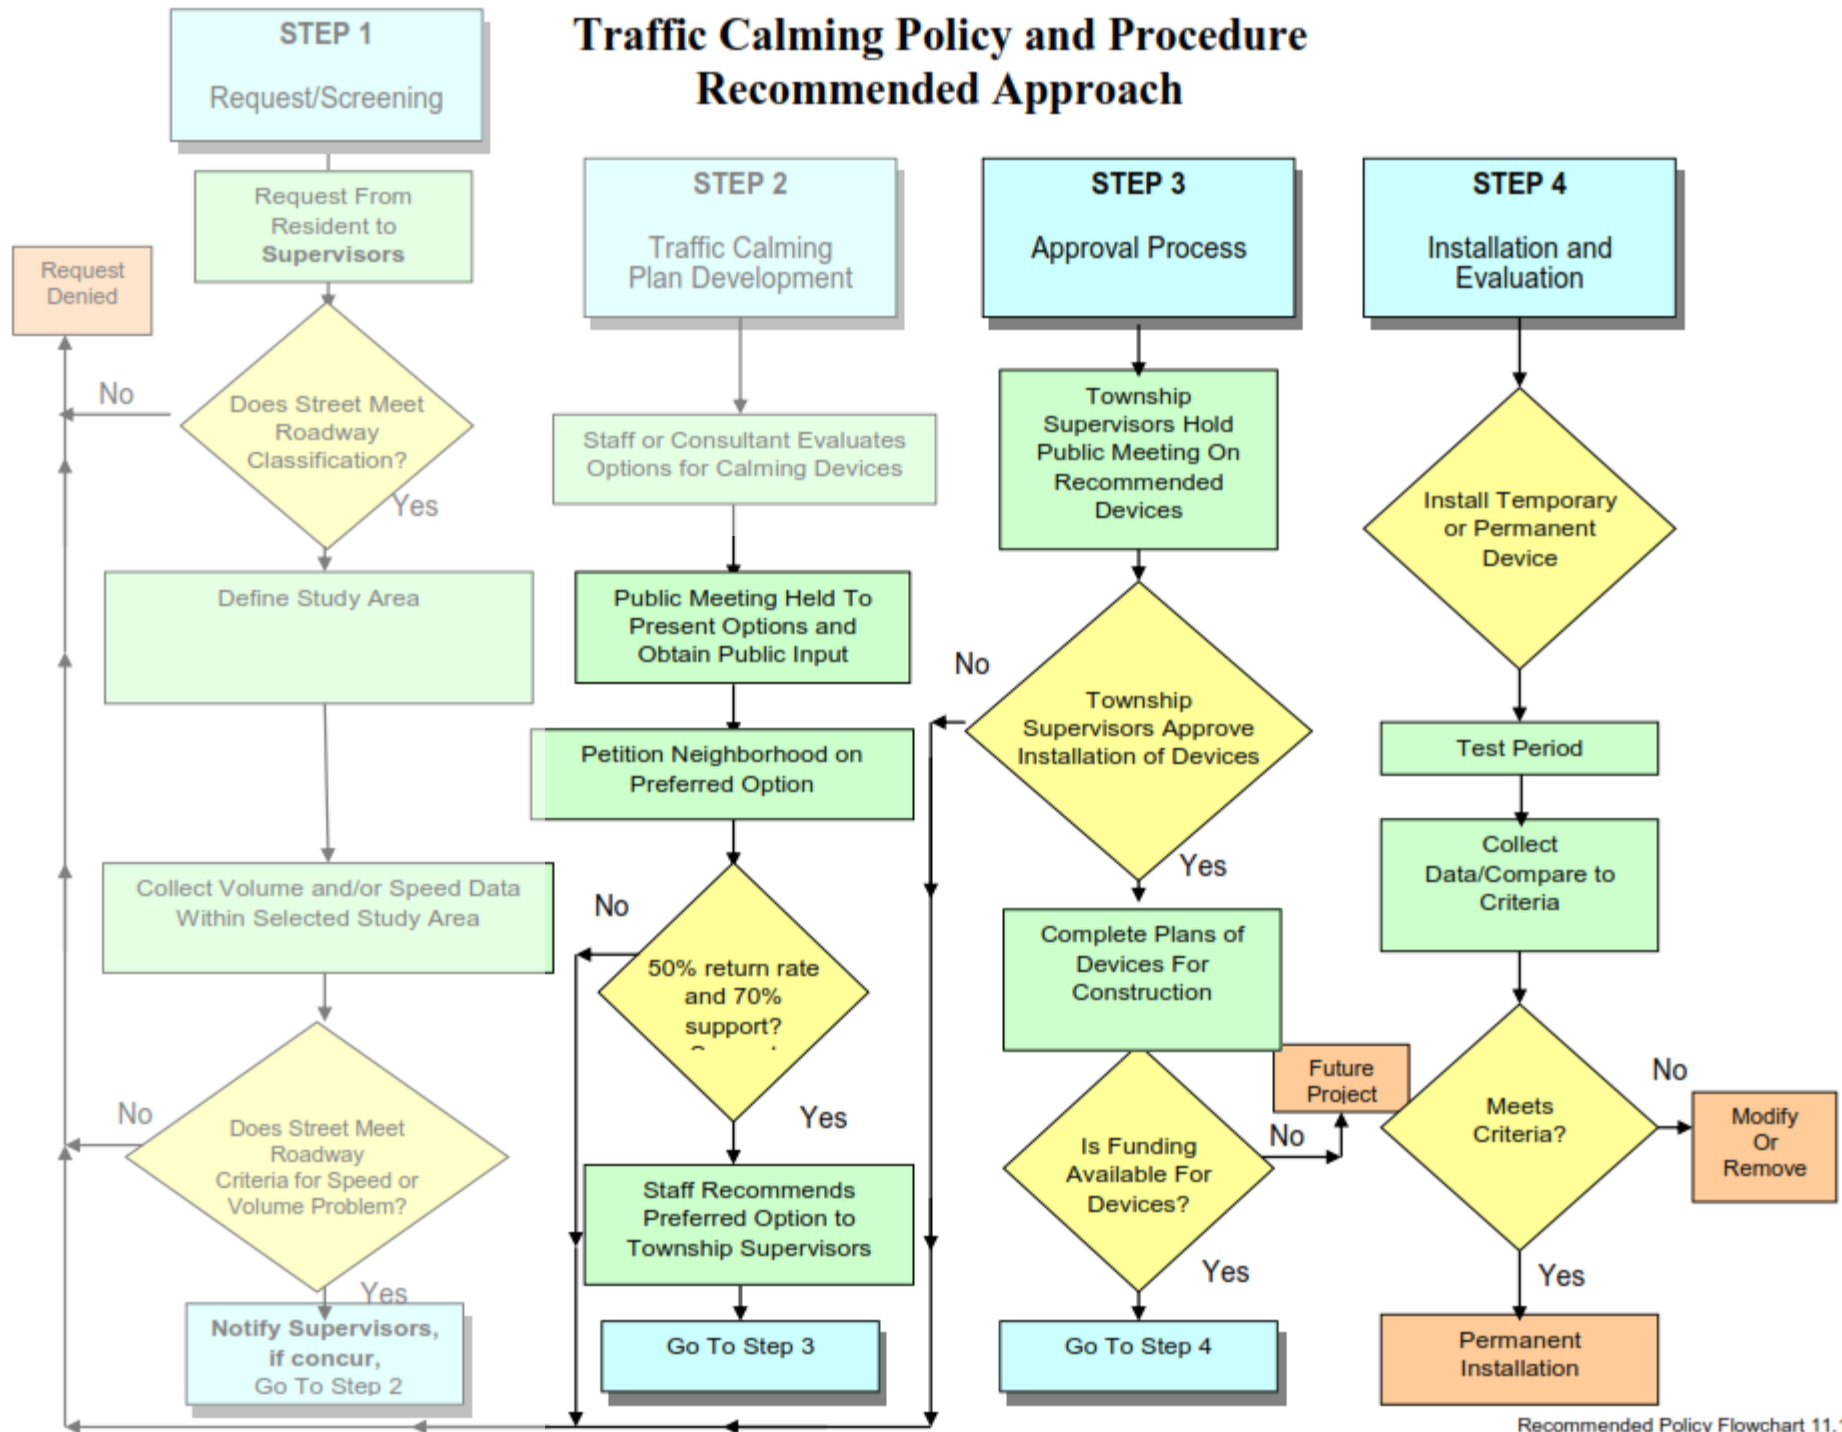 Traffic Calming Policy and Procedure
Recommended Approach
STEP 1
Request/Screening
Request From
Resident to
Supervisors
Request
Denied
No
Does Street Meet
Roadway
Classification?
Yes
Define Study Area
Collect Volume and/or Speed Data
Within Selected Study Area
No
Does Street Meet
Roadway
Criteria for Speed or
Volume Problem?
Yes
Notify Supervisors,
if concur,
Go To Step 2
STEP 2
Traffic Calming
Plan Development
Staff or Consultant Evaluates
Options for Calming Devices
Public Meeting Held To
Present Options and
Obtain Public Input
Petition Neighborhood on
Preferred Option
No
50% return rate
and 70%
support?
Yes
Staff Recommends
Preferred Option to
Township Supervisors
Go To Step 3
STEP 3
Approval Process
Township
Supervisors Hold
Public Meeting On
Recommended
Devices
No
Township
Supervisors Approve
Installation of Devices
Yes
Complete Plans of
Devices For
Construction
Future
Project
No
Is Funding
Available For
Devices?
Yes
Go To Step 4
STEP 4
Installation and
Evaluation
Install Temporary
or Permanent
Device
Test Period
Collect
Data/Compare to
Criteria
Meets
Criteria?
No
Modify
Or
Remove
Yes
Permanent
Installation
Recommended Policy Flowchart 11.1